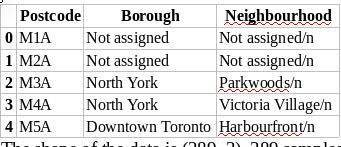 Postcode Borough Neighbourhood
0 M1A Not assigned Not assigned/n
1 M2A Not assigned Not assigned/n
2 M3A North York Parkwoods/n
3 M4A North York Victoria Village/n
4 M5A Downtown Toronto Harbourfront/n
The shape of the data is (289, 3). 289 samples